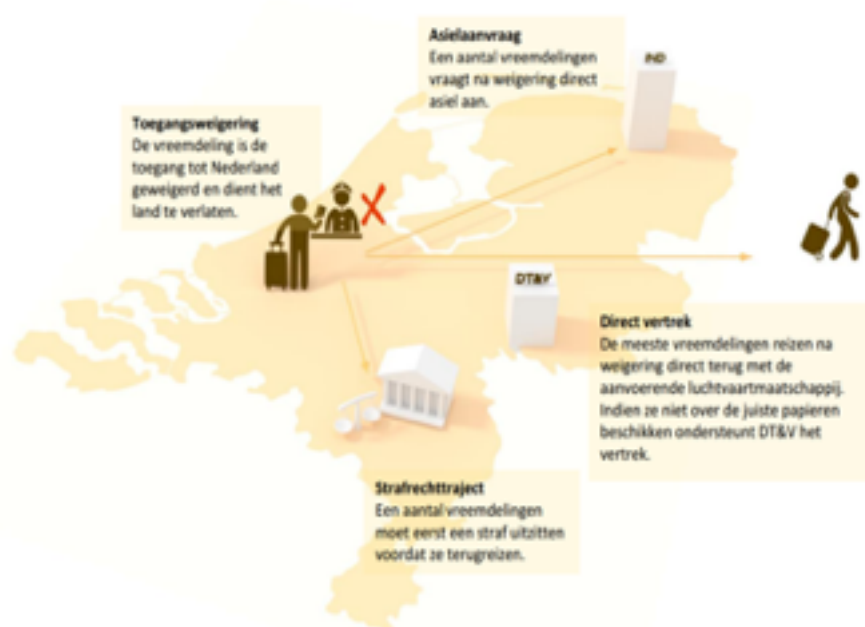 Asielaanvraag
Een aantal vreemdelingen
vraagt na weigering direct
asiel aan.
IND
Toegangsweigering
De vreemdeling is de
toegang tot Nederland
geweigerd en dient het
land te verlaten.
DT&V
Direct vertrek
De meeste vreemdelingen reizen na
weigering direct terug met de
aanvoerende luchtvaartmaatschappij.
Indien ze niet over de juiste papieren
beschikken ondersteunt DT&V het
vertrek.
Strafrechttraject
Een aantal vreemdelingen
moet eerst een straf uitzitten
voordat ze terugreizen.